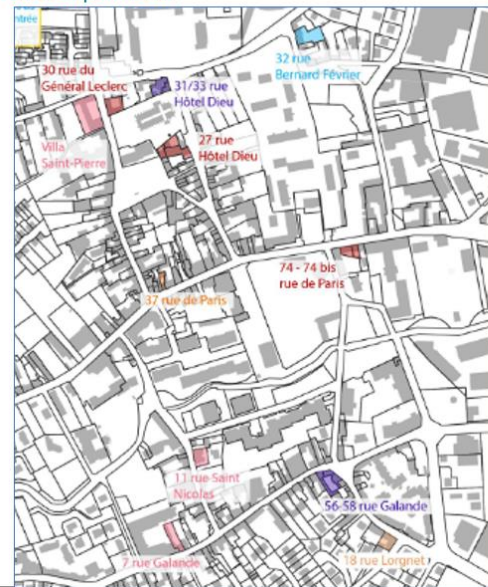 ntrée
32 rue
Bernard Février
30 rue du
Général Leclerc
31/33 rue
Hôtel Dieu
27 rue
Hôtel Dieu
Villa
Saint-Pierre
74 - 74 bis
rue de Paris
37 rue de Paris
11 rue Saint
Nicolas
56-58 rue Galande
7 rue Galande
18 rue Lorgnet